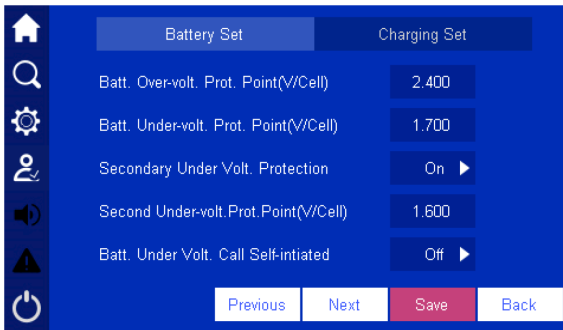 Battery Set Charging Set
Batt. Over-volt. Prot. Point(V/Cell) 2.400
Batt. Under-volt. Prot. Point(V/Cell) 1.700
Secondary Under Volt. Protection On
Second Under-volt.Prot.Point(V/Cell) 1.600
Batt. Under Volt. Call Self-intiated Off
Previous Next Save Back